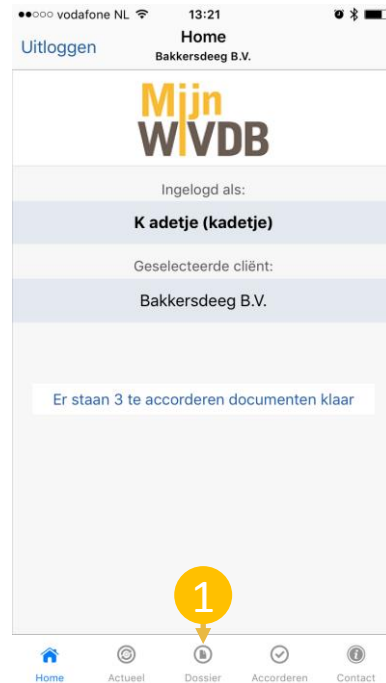 vodafone NL 13:21
Uitloggen Home
Bakkersdeeg B.V.
Mijn
WVDB
Ingelogd als:
K adetje (kadetje)
Geselecteerde cliënt:
Bakkersdeeg B.V.
Er staan 3 te accorderen documenten klaar
1
Home Actueel Dossier Accorderen Contact